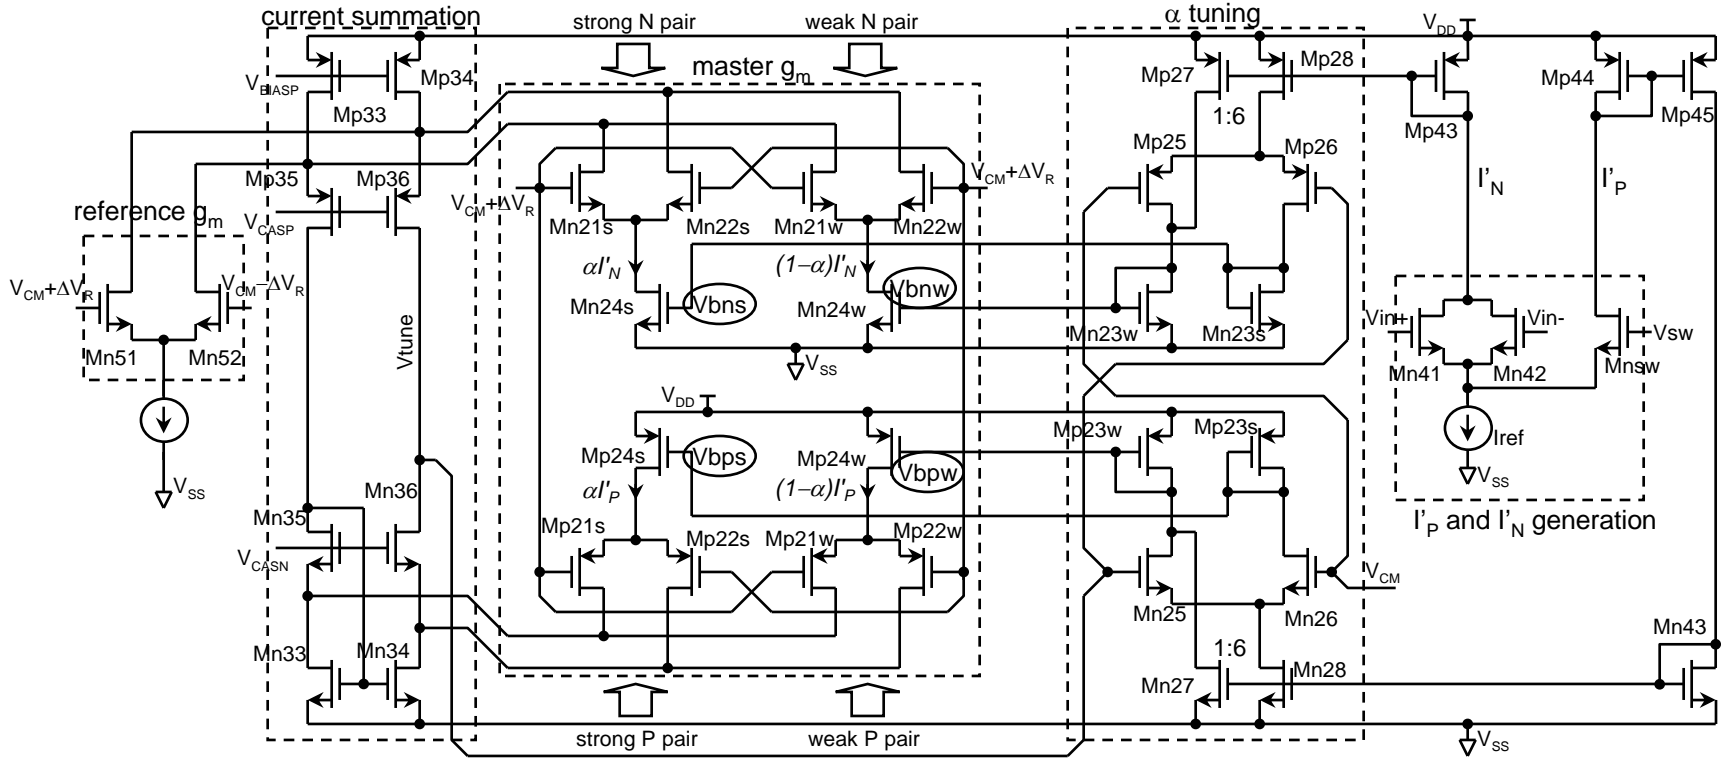 current summation
strong N pair
weak N pair
α tuning
VDD
master gm
Mp34
VBIASP
Mp33
Mp27
Mp28
1:6
Mp43
Mp44
Mp45
Mp35
Mp36
Mp25
Mp26
I'N
I'P
reference gm
VCASP
VCM+ΔVR
VCM+ΔVR
Mn21s
Mn22s
Mn21w
Mn22w
αI'N
(1−α)I'N
VCM+ΔVR
VCM−ΔVR
Mn24s
Vbns
Mn24w
Vbnw
Mn23w
Mn23s
Vin+
Vin-
Vsw
Mn51
Mn52
Vtune
VSS
Mn41
Mn42
Mnsw
VDD
Iref
VSS
VSS
Mp24s
Vbps
Mp24w
Vbpw
Mp23w
Mp23s
αI'P
(1−α)I'P
I'P and I'N generation
Mn36
Mn35
VCASN
Mp21s
Mp22s
Mp21w
Mp22w
VCM
Mn25
Mn26
Mn33
Mn34
1:6
Mn27
Mn28
Mn43
strong P pair
weak P pair
VSS